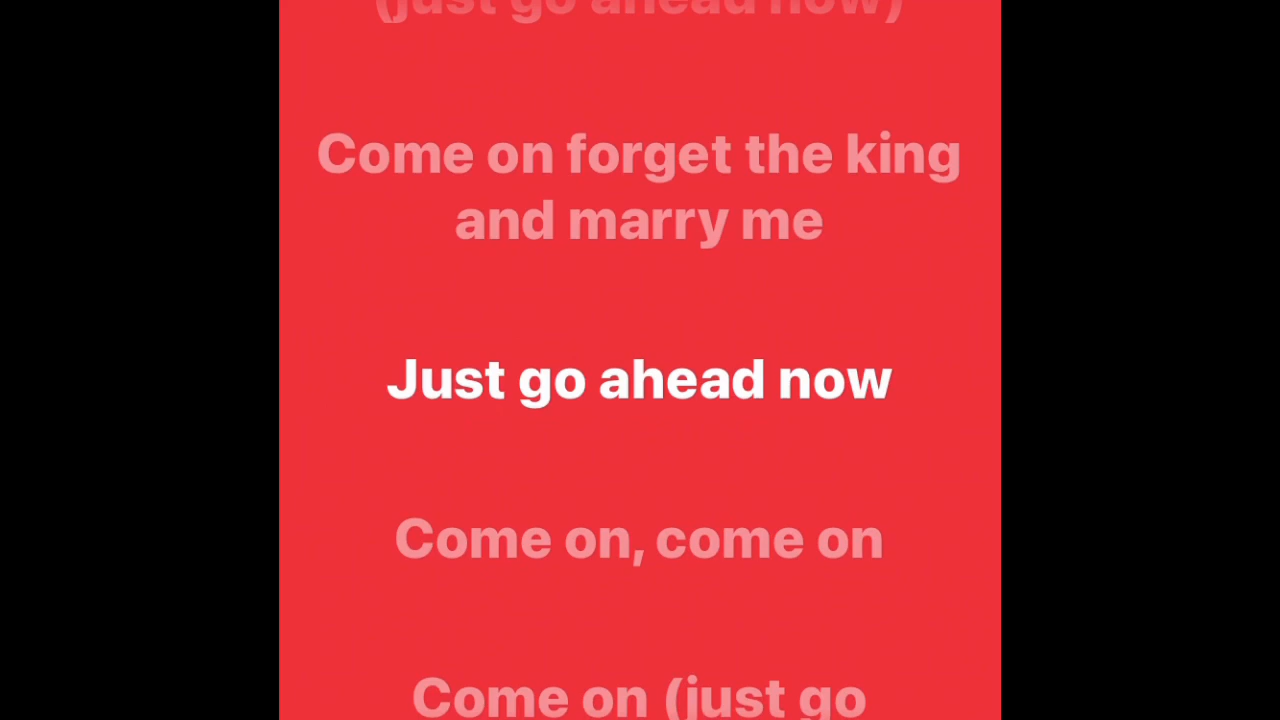 (just go ahead now)
Come on forget the king
and marry me
Just go ahead now
Come on, come on
Come on (just go